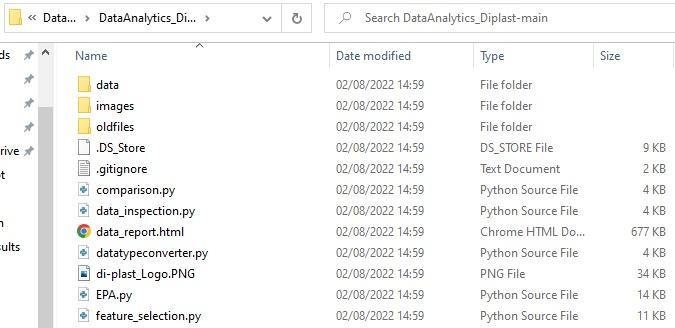 « Data... > DataAnalytics_Di... > Search DataAnalytics_Diplast-main
Name Date modified Type Size
data 02/08/2022 14:59 File folder
images 02/08/2022 14:59 File folder
oldfiles 02/08/2022 14:59 File folder
.DS_Store 02/08/2022 14:59 DS_STORE File 9 KB
.gitignore 02/08/2022 14:59 Text Document 2 KB
comparison.py 02/08/2022 14:59 Python Source File 4 KB
data_inspection.py 02/08/2022 14:59 Python Source File 4 KB
data_report.html 02/08/2022 14:59 Chrome HTML Do... 677 KB
datatypeconverter.py 02/08/2022 14:59 Python Source File 4 KB
di-plast_Logo.PNG 02/08/2022 14:59 PNG File 34 KB
EPA.py 02/08/2022 14:59 Python Source File 14 KB
feature_selection.py 02/08/2022 14:59 Python Source File 11 KB